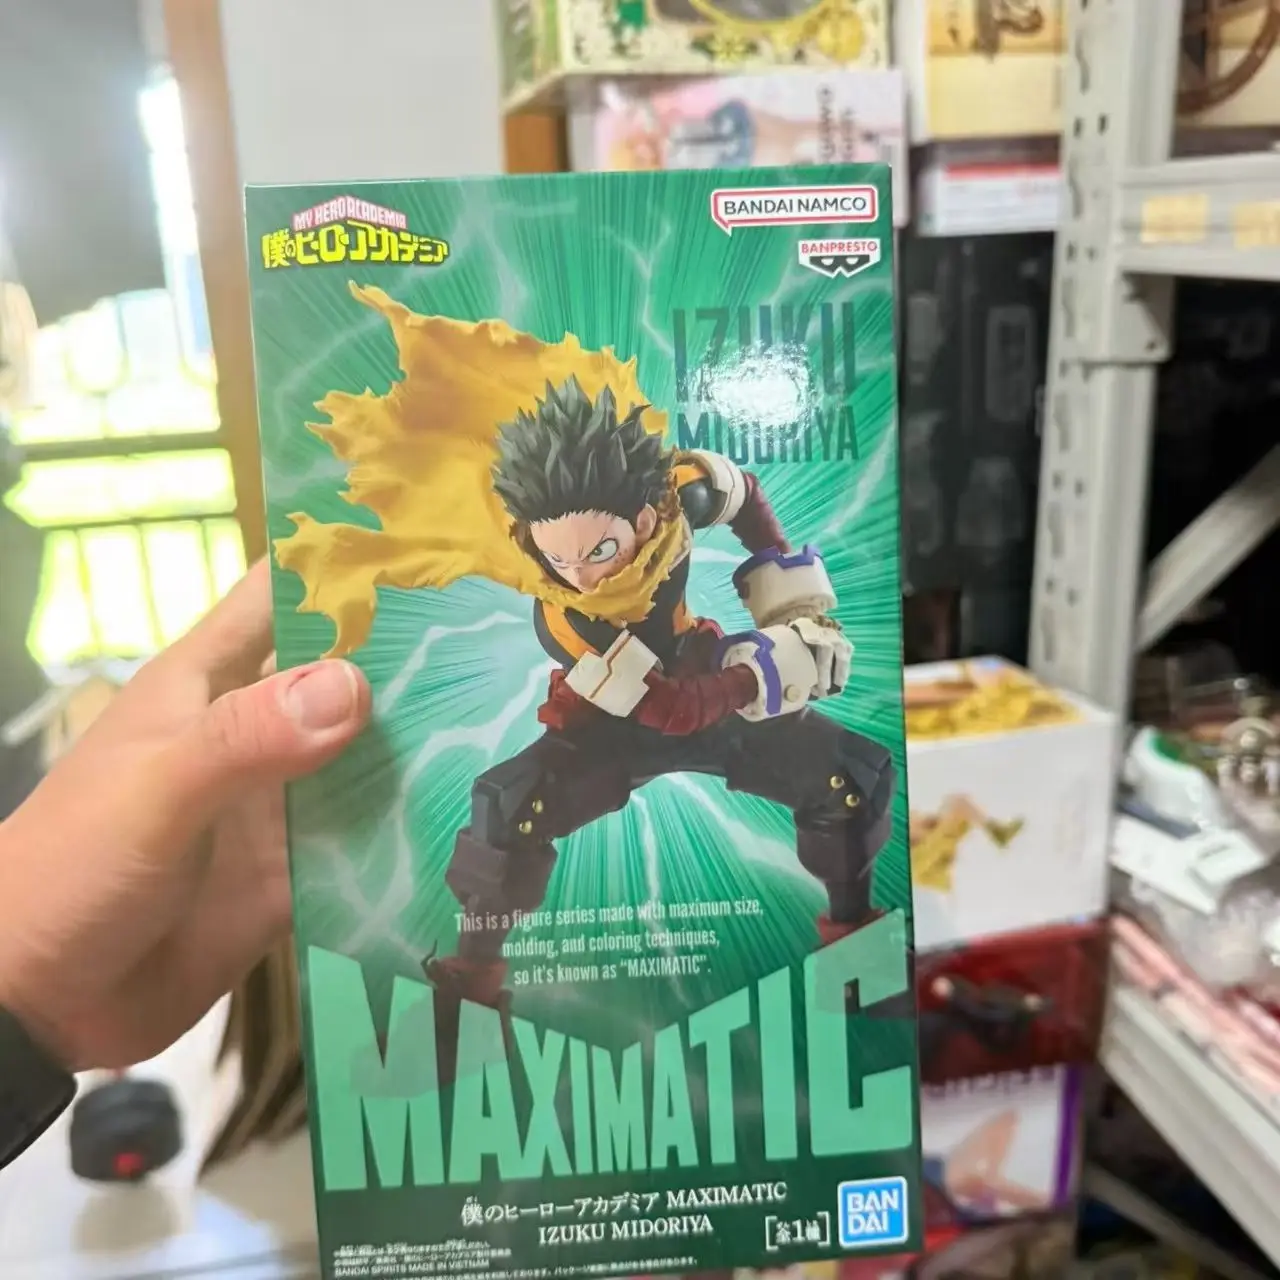 MY HERO ACADEMIA
僕のヒーローアカデミア
BANDAI NAMCO
BANPRESTO
IZUKU
MIDORIYA
This is a figure series made with maximum size,
molding, and coloring techniques,
so it's known as "MAXIMATIC".
MAXIMATIC
僕のヒーローアカデミア MAXIMATIC
IZUKU MIDORIYA
[全1種]
BAN
DAI
BANDAI SPIRITS MADE IN VIETNAM